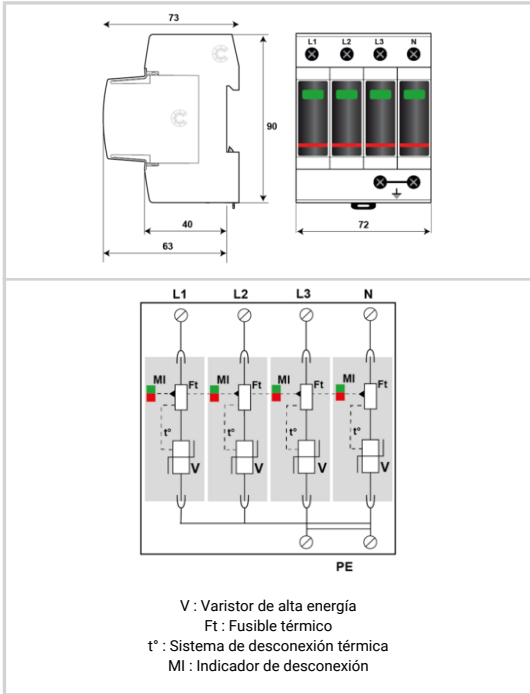 73
90
40
63
L1 L2 L3 N
72
L1 L2 L3 N
MI Ft MI Ft MI Ft MI Ft
t° t° t° t°
V V V V
PE
V : Varistor de alta energía
Ft : Fusible térmico
t° : Sistema de desconexión térmica
MI : Indicador de desconexión